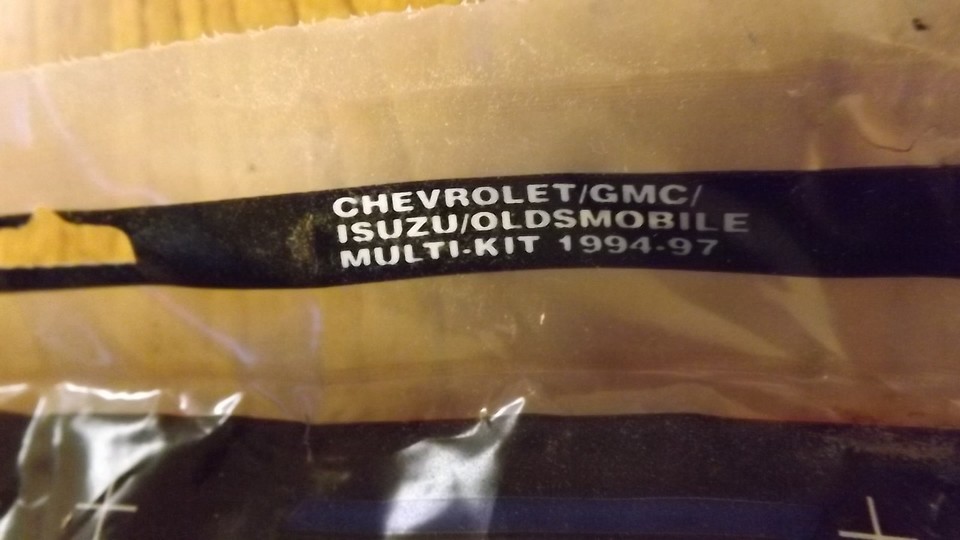 CHEVROLET/GMC/
ISUZU/OLDSMOBILE
MULTI-KIT 1994-97